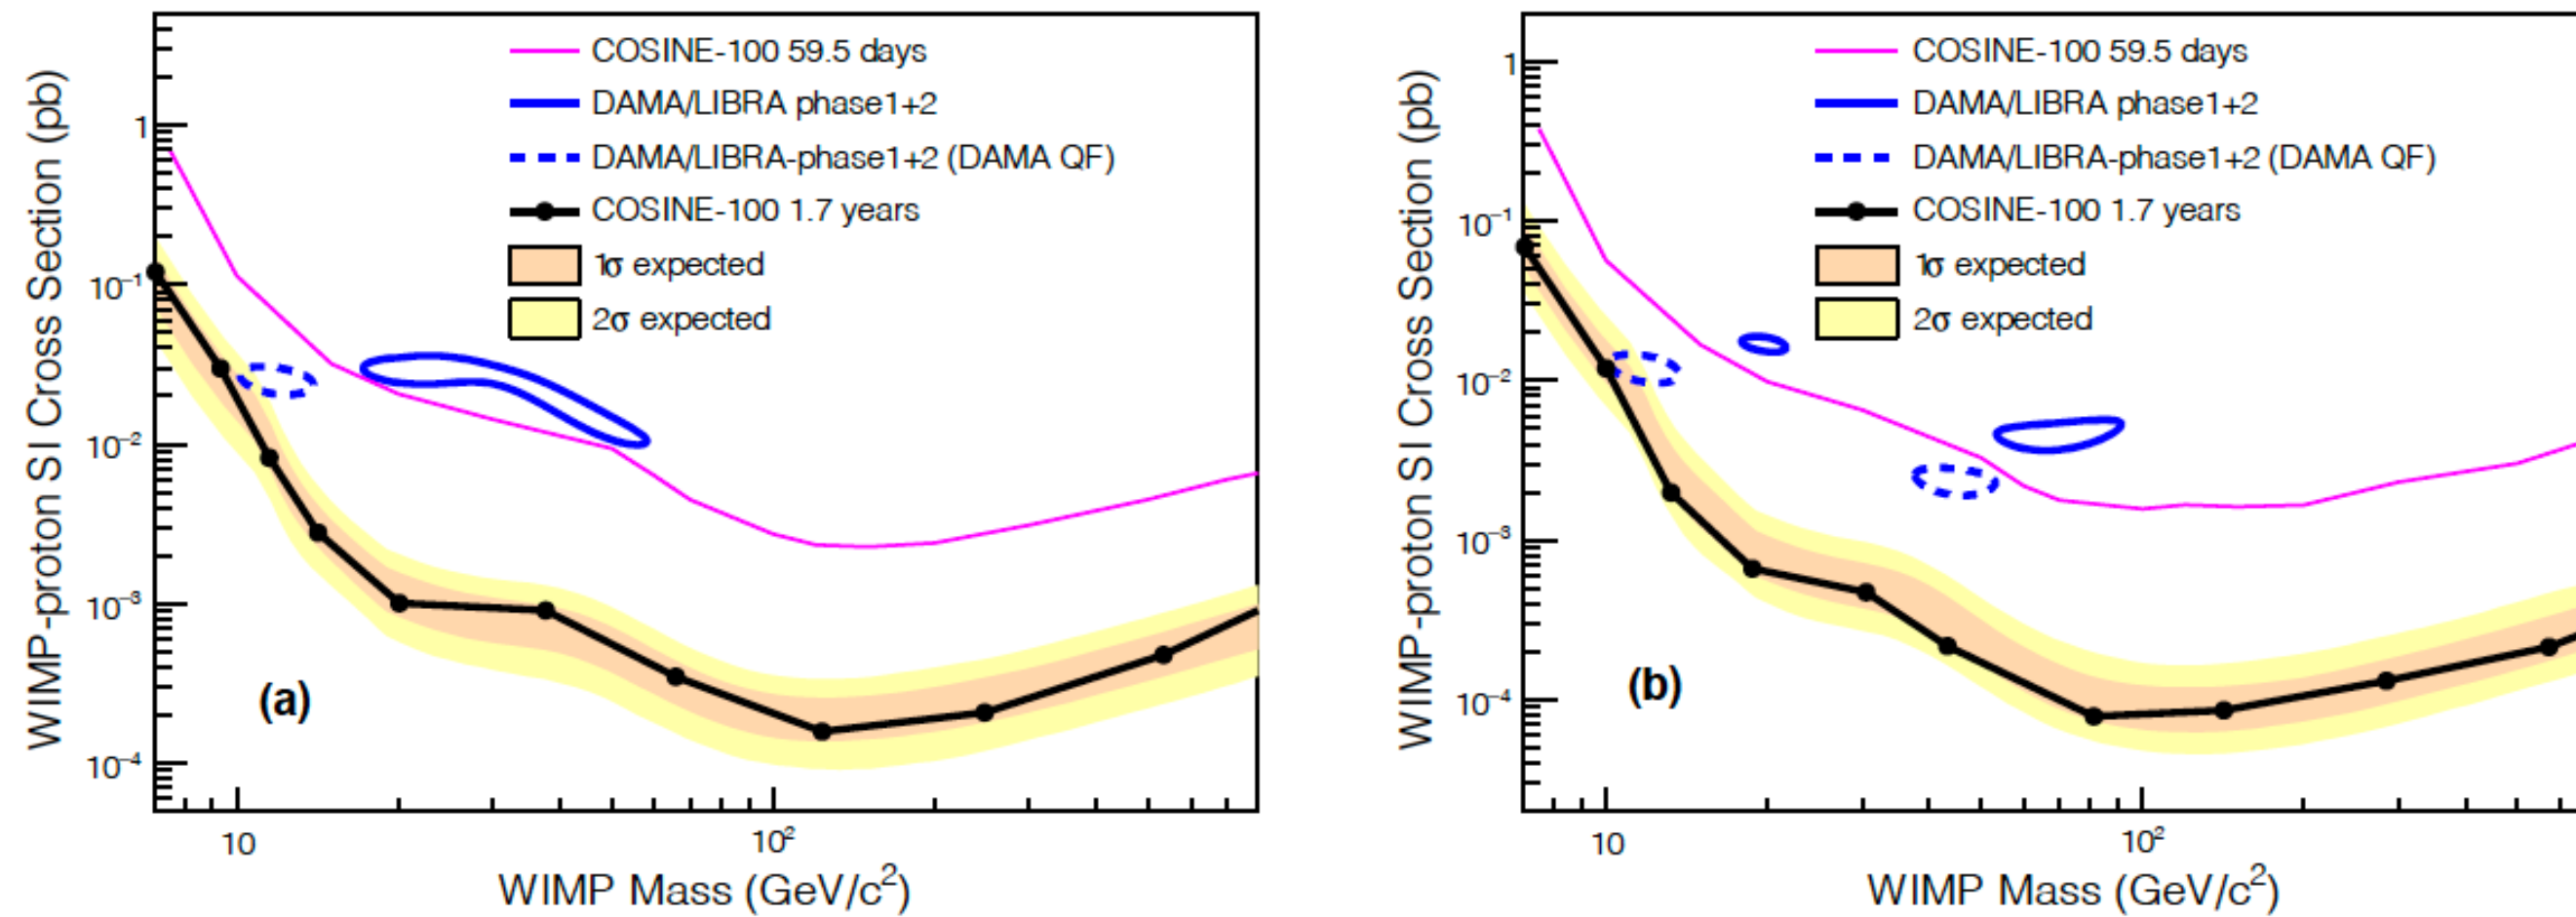 WIMP-proton SI Cross Section (pb)
1
10⁻¹
10⁻²
10⁻³
10⁻⁴
COSINE-100 59.5 days
DAMA/LIBRA phase1+2
DAMA/LIBRA-phase1+2 (DAMA QF)
COSINE-100 1.7 years
1σ expected
2σ expected
(a)
10
10²
WIMP Mass (GeV/c²)
WIMP-proton SI Cross Section (pb)
1
10⁻¹
10⁻²
10⁻³
10⁻⁴
COSINE-100 59.5 days
DAMA/LIBRA phase1+2
DAMA/LIBRA-phase1+2 (DAMA QF)
COSINE-100 1.7 years
1σ expected
2σ expected
(b)
10
10²
WIMP Mass (GeV/c²)